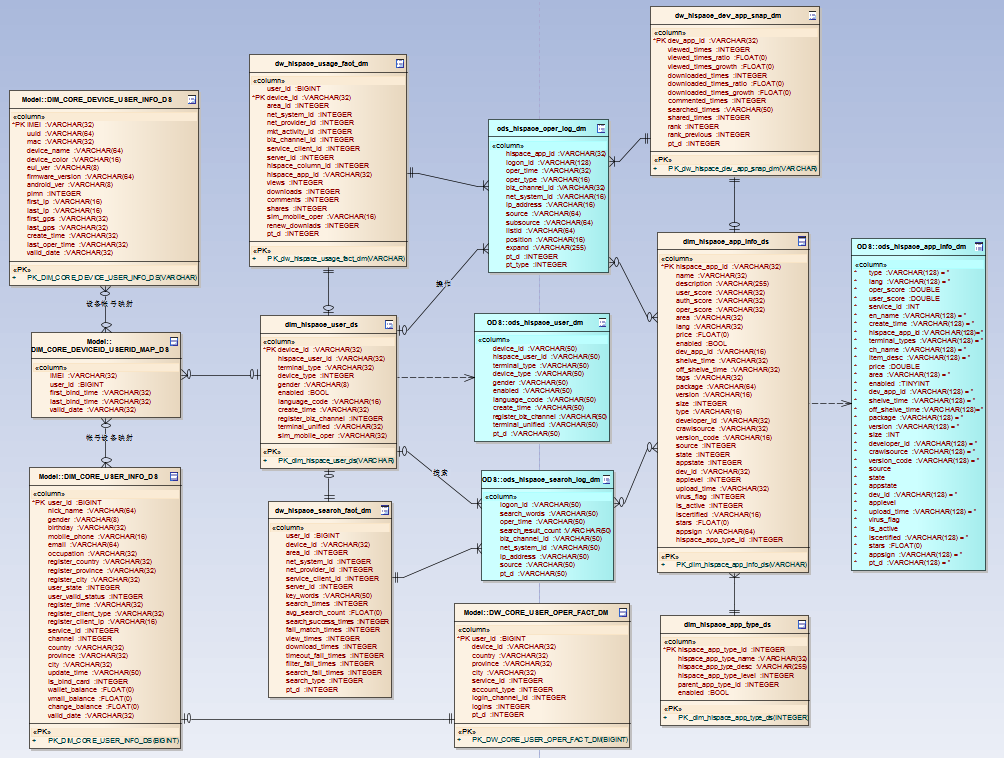 dw_hispace_dev_app_snap_dm
«column»
*PK dev_app_id :VARCHAR(32)
viewed_times :INTEGER
viewed_times_ratio :FLOAT(0)
viewed_times_growth :FLOAT(0)
downloaded_times :INTEGER
downloaded_times_ratio :FLOAT(0)
downloaded_times_growth :FLOAT(0)
commented_times :INTEGER
searched_times :VARCHAR(50)
shared_times :INTEGER
rank :INTEGER
rank_previous :INTEGER
pt_d :INTEGER
«PK»
+ PK_dw_hispace_dev_app_snap_dm(VARCHAR)
dw_hispace_usage_fact_dm
«column»
user_id :BIGINT
*PK device_id :VARCHAR(32)
area_id :INTEGER
net_system_id :INTEGER
net_provider_id :INTEGER
mkt_activity_id :INTEGER
biz_channel_id :INTEGER
service_client_id :INTEGER
server_id :INTEGER
hispace_column_id :INTEGER
hispace_app_id :VARCHAR(32)
views :INTEGER
downloads :INTEGER
comments :INTEGER
shares :INTEGER
sim_mobile_oper :VARCHAR(16)
renew_downlads :INTEGER
pt_d :INTEGER
«PK»
+ PK_dw_hispace_usage_fact_dm(VARCHAR)
Model::DIM_CORE_DEVICE_USER_INFO_DS
«column»
*PK IMEI :VARCHAR(32)
uuid :VARCHAR(64)
mac :VARCHAR(32)
device_name :VARCHAR(64)
device_color :VARCHAR(16)
eui_ver :VARCHAR(8)
firmware_version :VARCHAR(64)
android_ver :VARCHAR(8)
plmn :INTEGER
first_ip :VARCHAR(16)
last_ip :VARCHAR(16)
first_gps :VARCHAR(32)
last_gps :VARCHAR(32)
create_time :VARCHAR(32)
last_oper_time :VARCHAR(32)
valid_date :VARCHAR(32)
«PK»
+ PK_DIM_CORE_DEVICE_USER_INFO_DS(VARCHAR)
设备帐号映射
ods_hispace_oper_log_dm
«column»
hispace_app_id :VARCHAR(32)
logon_id :VARCHAR(128)
oper_time :VARCHAR(32)
oper_type :VARCHAR(16)
biz_channel_id :VARCHAR(32)
net_system_id :VARCHAR(16)
ip_address :VARCHAR(16)
source :VARCHAR(64)
subsource :VARCHAR(64)
listid :VARCHAR(64)
position :VARCHAR(16)
expand :VARCHAR(255)
pt_d :INTEGER
pt_type :INTEGER
操作
Model::
DIM_CORE_DEVICEID_USERID_MAP_DS
«column»
IMEI :VARCHAR(32)
user_id :BIGINT
first_bind_time :VARCHAR(32)
last_bind_time :VARCHAR(32)
valid_date :VARCHAR(32)
帐号设备映射
dim_hispace_user_ds
«column»
*PK device_id :VARCHAR(32)
hispace_user_id :VARCHAR(32)
terminal_type :VARCHAR(32)
device_type :INTEGER
gender :VARCHAR(8)
enabled :BOOL
language_code :VARCHAR(16)
create_time :VARCHAR(32)
register_biz_channel :INTEGER
terminal_unified :VARCHAR(32)
sim_mobile_oper :VARCHAR(32)
«PK»
+ PK_dim_hispace_user_ds(VARCHAR)
搜索
ODS::ods_hispace_user_dm
«column»
device_id :VARCHAR(50)
hispace_user_id :VARCHAR(50)
terminal_type :VARCHAR(50)
device_type :VARCHAR(50)
gender :VARCHAR(50)
enabled :VARCHAR(50)
language_code :VARCHAR(50)
create_time :VARCHAR(50)
register_biz_channel :VARCHAR(50)
terminal_unified :VARCHAR(50)
pt_d :VARCHAR(50)
dim_hispace_app_info_ds
«column»
*PK hispace_app_id :VARCHAR(32)
name :VARCHAR(32)
description :VARCHAR(255)
user_score :VARCHAR(32)
auth_score :VARCHAR(32)
oper_score :VARCHAR(32)
area :VARCHAR(32)
lang :VARCHAR(32)
price :FLOAT(0)
enabled :BOOL
dev_app_id :VARCHAR(16)
shelve_time :VARCHAR(32)
off_shelve_time :VARCHAR(32)
tags :VARCHAR(32)
package :VARCHAR(64)
version :VARCHAR(16)
size :INTEGER
type :VARCHAR(16)
developer_id :VARCHAR(32)
crawlsource :VARCHAR(32)
version_code :VARCHAR(16)
source :INTEGER
state :INTEGER
appstate :INTEGER
dev_id :VARCHAR(32)
applevel :INTEGER
upload_time :VARCHAR(32)
virus_flag :INTEGER
is_active :INTEGER
iscertified :VARCHAR(16)
stars :FLOAT(0)
appsign :VARCHAR(64)
hispace_app_type_id :INTEGER
«PK»
+ PK_dim_hispace_app_info_ds(VARCHAR)
ODS::ods_hispace_app_info_dm
«column»
* type :VARCHAR(128) = ''
* lang :VARCHAR(128) = ''
* oper_score :DOUBLE
* user_score :DOUBLE
* service_id :INT
* en_name :VARCHAR(128) = ''
* create_time :VARCHAR(128) = ''
* hispace_app_id :VARCHAR(128) = ''
* terminal_types :VARCHAR(128) = ''
* ch_name :VARCHAR(128) = ''
* item_desc :VARCHAR(128) = ''
* price :DOUBLE
* area :VARCHAR(128) = ''
* enabled :TINYINT
* dev_app_id :VARCHAR(128) = ''
* shelve_time :VARCHAR(128) = ''
* off_shelve_time :VARCHAR(128) = ''
* package :VARCHAR(128) = ''
* version :VARCHAR(128) = ''
* size :INT
* developer_id :VARCHAR(128) = ''
* crawlsource :VARCHAR(128) = ''
* version_code :VARCHAR(128) = ''
* source
* state
* appstate
* dev_id :VARCHAR(128) = ''
* applevel
* upload_time :VARCHAR(128) = ''
* virus_flag
* is_active
* iscertified :VARCHAR(128) = ''
* stars :FLOAT(0)
* appsign :VARCHAR(128) = ''
* pt_d :VARCHAR(128) = ''
Model::DIM_CORE_USER_INFO_DS
«column»
*PK user_id :BIGINT
nick_name :VARCHAR(64)
gender :VARCHAR(8)
birthday :VARCHAR(32)
mobile_phone :VARCHAR(16)
email :VARCHAR(64)
occupation :VARCHAR(32)
register_country :VARCHAR(32)
register_province :VARCHAR(32)
register_city :VARCHAR(32)
user_state :INTEGER
user_valid_status :INTEGER
register_time :VARCHAR(32)
register_client_type :VARCHAR(32)
register_client_ip :VARCHAR(16)
service_id :INTEGER
channel :INTEGER
country :VARCHAR(32)
province :VARCHAR(32)
city :VARCHAR(32)
update_time :VARCHAR(50)
is_bind_card :INTEGER
wallet_balance :FLOAT(0)
vmall_balance :FLOAT(0)
change_balance :FLOAT(0)
valid_date :VARCHAR(32)
«PK»
+ PK_DIM_CORE_USER_INFO_DS(BIGINT)
dw_hispace_search_fact_dm
«column»
user_id :BIGINT
device_id :VARCHAR(32)
area_id :INTEGER
net_system_id :INTEGER
net_provider_id :INTEGER
service_client_id :INTEGER
server_id :INTEGER
key_words :VARCHAR(50)
search_times :INTEGER
avg_search_count :FLOAT(0)
search_success_times :INTEGER
fall_match_times :INTEGER
view_times :INTEGER
download_times :INTEGER
timeout_fail_times :INTEGER
filter_fail_times :INTEGER
search_fail_times :INTEGER
search_type :INTEGER
pt_d :INTEGER
ODS::ods_hispace_search_log_dm
«column»
logon_id :VARCHAR(50)
search_words :VARCHAR(50)
oper_time :VARCHAR(50)
search_result_count :VARCHAR(50)
biz_channel_id :VARCHAR(50)
net_system_id :VARCHAR(50)
ip_address :VARCHAR(50)
source :VARCHAR(50)
pt_d :VARCHAR(50)
Model::DW_CORE_USER_OPER_FACT_DM
«column»
*PK user_id :BIGINT
device_id :VARCHAR(32)
country :VARCHAR(32)
province :VARCHAR(32)
city :VARCHAR(32)
service_id :INTEGER
account_type :INTEGER
login_channel_id :INTEGER
logins :INTEGER
pt_d :INTEGER
«PK»
+ PK_DW_CORE_USER_OPER_FACT_DM(BIGINT)
dim_hispace_app_type_ds
«column»
*PK hispace_app_type_id :INTEGER
hispace_app_type_name :VARCHAR(32)
hispace_app_type_desc :VARCHAR(255)
hispace_app_type_level :INTEGER
parent_app_type_id :INTEGER
enabled :BOOL
«PK»
+ PK_dim_hispace_app_type_ds(INTEGER)